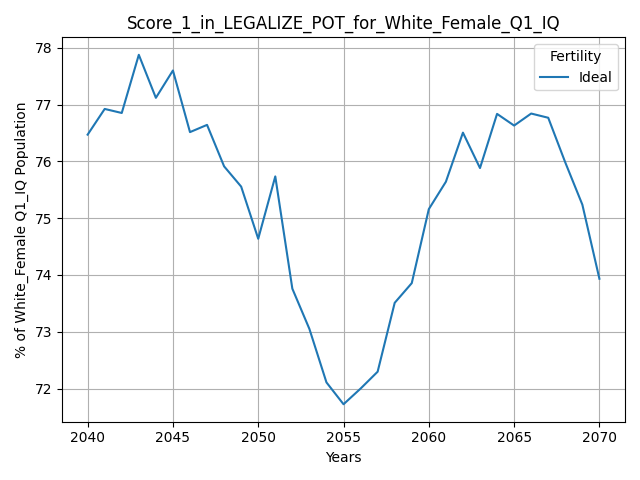 Score_1_in_LEGALIZE_POT_for_White_Female_Q1_IQ
% of White_Female Q1_IQ Population
78
77
76
75
74
73
72
Fertility
Ideal
2040 2045 2050 2055 2060 2065 2070
Years